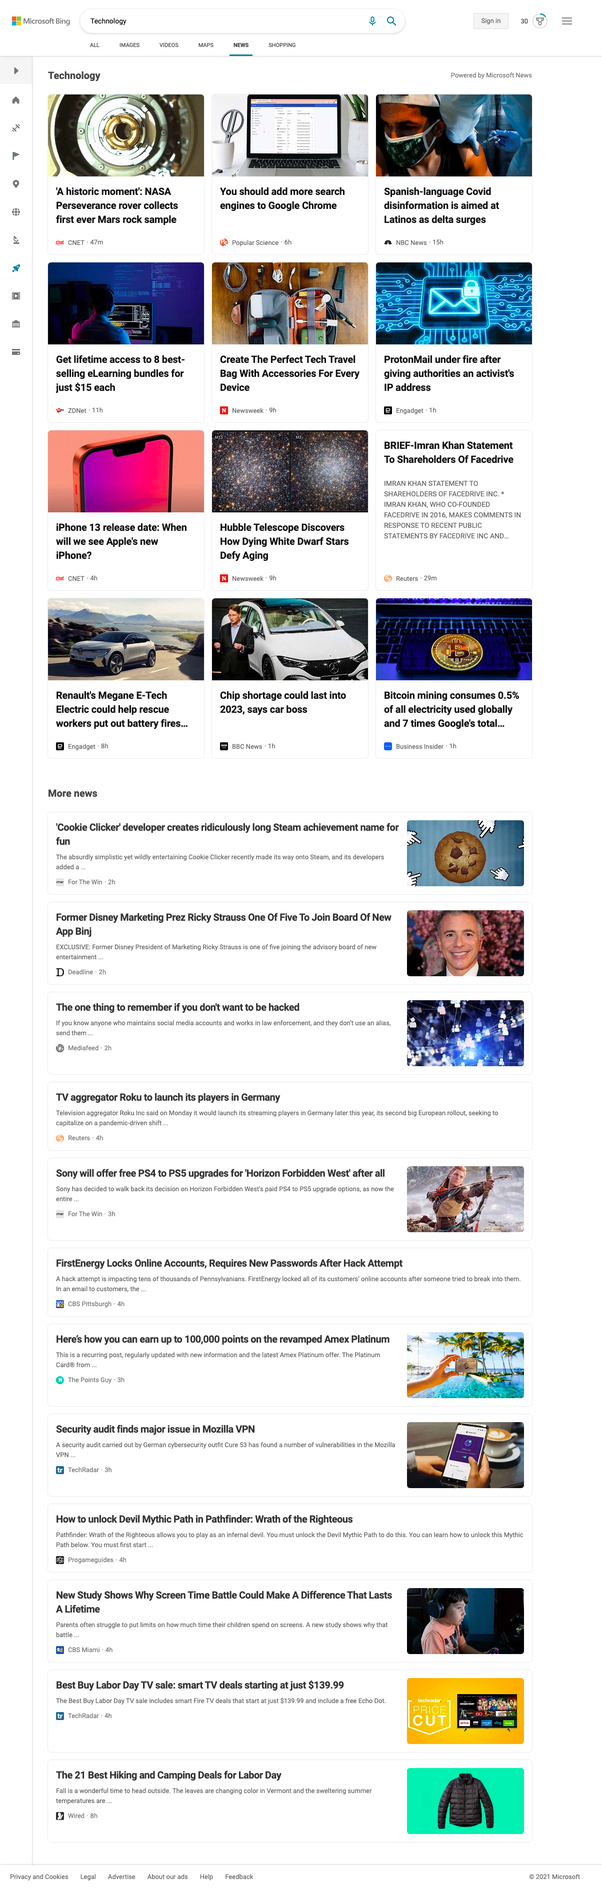 Microsoft Bing
Technology
Sign in
30
ALL IMAGES VIDEOS MAPS NEWS SHOPPING
Technology
Powered by Microsoft News
'A historic moment': NASA
Perseverance rover collects
first ever Mars rock sample
CNET · 47m
You should add more search
engines to Google Chrome
Popular Science · 6h
Spanish-language Covid
disinformation is aimed at
Latinos as delta surges
NBC News · 15h
Get lifetime access to 8 best-
selling eLearning bundles for
just $15 each
ZDNet · 11h
Create The Perfect Tech Travel
Bag With Accessories For Every
Device
Newsweek · 9h
ProtonMail under fire after
giving authorities an activist's
IP address
Engadget · 1h
iPhone 13 release date: When
will we see Apple's new
iPhone?
CNET · 4h
Hubble Telescope Discovers
How Dying White Dwarf Stars
Defy Aging
Newsweek · 9h
BRIEF-Imran Khan Statement
To Shareholders Of Facedrive
IMRAN KHAN STATEMENT TO
SHAREHOLDERS OF FACEDRIVE INC. *
IMRAN KHAN, WHO CO-FOUNDED
FACEDRIVE IN 2016, MAKES COMMENTS IN
RESPONSE TO RECENT PUBLIC
STATEMENTS BY FACEDRIVE INC AND...
Reuters · 29m
Renault's Megane E-Tech
Electric could help rescue
workers put out battery fires...
Engadget · 8h
Chip shortage could last into
2023, says car boss
BBC News · 1h
Bitcoin mining consumes 0.5%
of all electricity used globally
and 7 times Google's total...
Business Insider · 1h
More news
'Cookie Clicker' developer creates ridiculously long Steam achievement name for
fun
The absurdly simplistic yet wildly entertaining Cookie Clicker recently made its way onto Steam, and its developers
added a ...
For The Win · 2h
Former Disney Marketing Prez Ricky Strauss One Of Five To Join Board Of New
App Binj
EXCLUSIVE: Former Disney President of Marketing Ricky Strauss is one of five joining the advisory board of new
entertainment ...
Deadline · 2h
The one thing to remember if you don't want to be hacked
If you know anyone who maintains social media accounts and works in law enforcement, and they don't use an alias,
send them ...
Mediafeed · 2h
TV aggregator Roku to launch its players in Germany
Television aggregator Roku Inc said on Monday it would launch its streaming players in Germany later this year, its second big European rollout, seeking to
capitalize on a pandemic-driven shift ...
Reuters · 4h
Sony will offer free PS4 to PS5 upgrades for 'Horizon Forbidden West' after all
Sony has decided to walk back its decision on Horizon Forbidden West's paid PS4 to PS5 upgrade options, as now the
entire ...
For The Win · 3h
FirstEnergy Locks Online Accounts, Requires New Passwords After Hack Attempt
A hack attempt is impacting tens of thousands of Pennsylvanians. FirstEnergy locked all of its customers' online accounts after someone tried to break into them.
In an email to customers, the ...
CBS Pittsburgh · 4h
Here's how you can earn up to 100,000 points on the revamped Amex Platinum
This is a recurring post, regularly updated with new information and the latest Amex Platinum offer. The Platinum
Card® from ...
The Points Guy · 3h
Security audit finds major issue in Mozilla VPN
A security audit carried out by German cybersecurity outfit Cure 53 has found a number of vulnerabilities in the Mozilla
VPN ...
TechRadar · 3h
How to unlock Devil Mythic Path in Pathfinder: Wrath of the Righteous
Pathfinder: Wrath of the Righteous allows you to play as an infernal devil. You must unlock the Devil Mythic Path to do this. You can learn how to unlock this Mythic
Path below. You must first start ...
Progameguides · 4h
New Study Shows Why Screen Time Battle Could Make A Difference That Lasts
A Lifetime
Parents often struggle to put limits on how much time their children spend on screens. A new study shows why that
battle ...
CBS Miami · 4h
Best Buy Labor Day TV sale: smart TV deals starting at just $139.99
The Best Buy Labor Day TV sale includes smart Fire TV deals that start at just $139.99 and include a free Echo Dot.
TechRadar · 4h
techradar
PRICE
CUT
The 21 Best Hiking and Camping Deals for Labor Day
Fall is a wonderful time to head outside. The leaves are changing color in Vermont and the sweltering summer
temperatures are ...
Wired · 8h
Privacy and Cookies Legal Advertise About our ads Help Feedback
© 2021 Microsoft